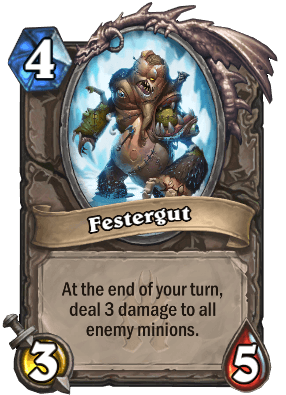 4
Festergut
At the end of your turn,
deal 3 damage to all
enemy minions.
3
5